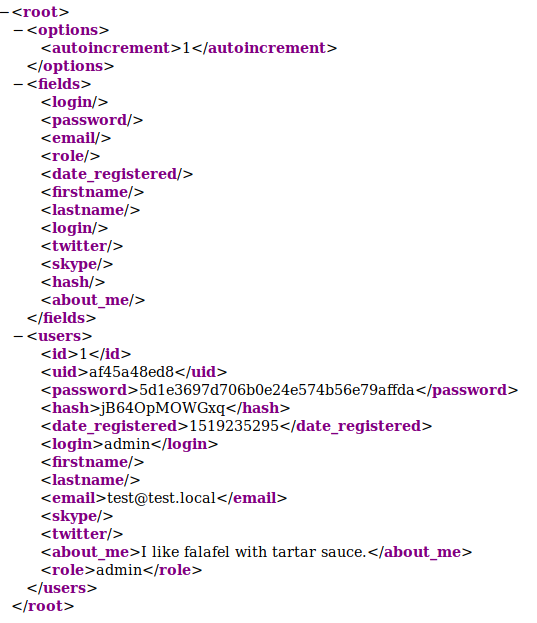 −<root>
−<options>
<autoincrement>1</autoincrement>
</options>
−<fields>
<login/>
<password/>
<email/>
<role/>
<date_registered/>
<firstname/>
<lastname/>
<login/>
<twitter/>
<skype/>
<hash/>
<about_me/>
</fields>
−<users>
<id>1</id>
<uid>af45a48ed8</uid>
<password>5d1e3697d706b0e24e574b56e79affda</password>
<hash>jB64OpMOWGxq</hash>
<date_registered>1519235295</date_registered>
<login>admin</login>
<firstname/>
<lastname/>
<email>test@test.local</email>
<skype/>
<twitter/>
<about_me>I like falafel with tartar sauce.</about_me>
<role>admin</role>
</users>
</root>